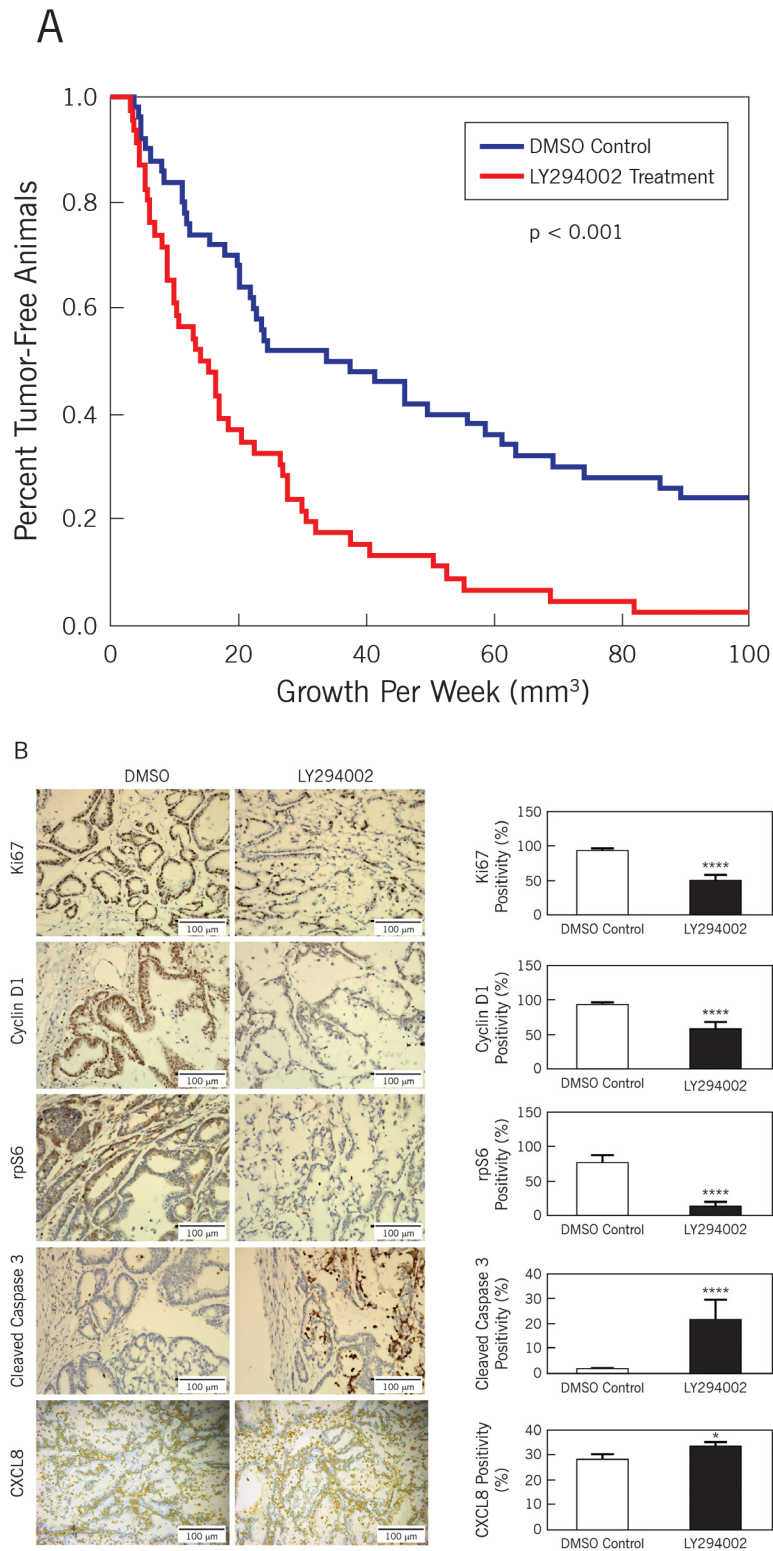 A
Percent Tumor-Free Animals
1.0
0.8
0.6
0.4
0.2
0.0
DMSO Control
LY294002 Treatment
p < 0.001
0 20 40 60 80 100
Growth Per Week (mm³)
B
DMSO LY294002
Ki67
100 µm 100 µm
Ki67
Positivity (%)
150
100
50
0
****
DMSO Control LY294002
Cyclin D1
100 µm 100 µm
Cyclin D1
Positivity (%)
150
100
50
0
****
DMSO Control LY294002
rpS6
100 µm 100 µm
rpS6
Positivity (%)
150
100
50
0
****
DMSO Control LY294002
Cleaved Caspase 3
100 µm 100 µm
Cleaved Caspase 3
Positivity (%)
40
30
20
10
0
****
DMSO Control LY294002
CXCL8
100 µm 100 µm
CXCL8 Positivity
(%)
40
30
20
10
0
*
DMSO Control LY294002